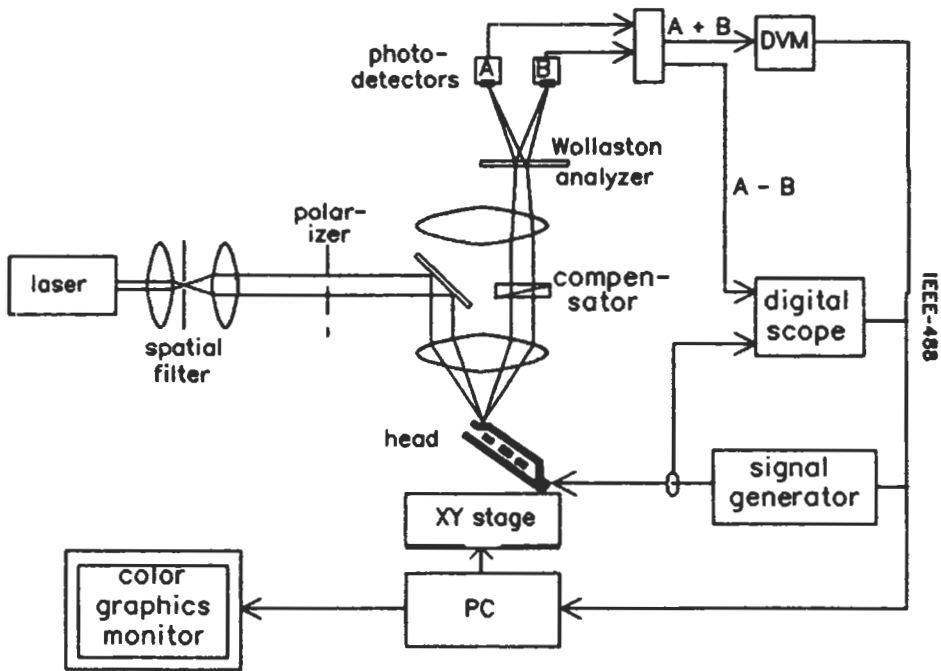 photo-
detectors
A
B
A + B
DVM
Wollaston
analyzer
A - B
polar-
izer
laser
compen-
sator
digital
scope
IEEE-488
spatial
filter
head
signal
generator
XY stage
color
graphics
monitor
PC